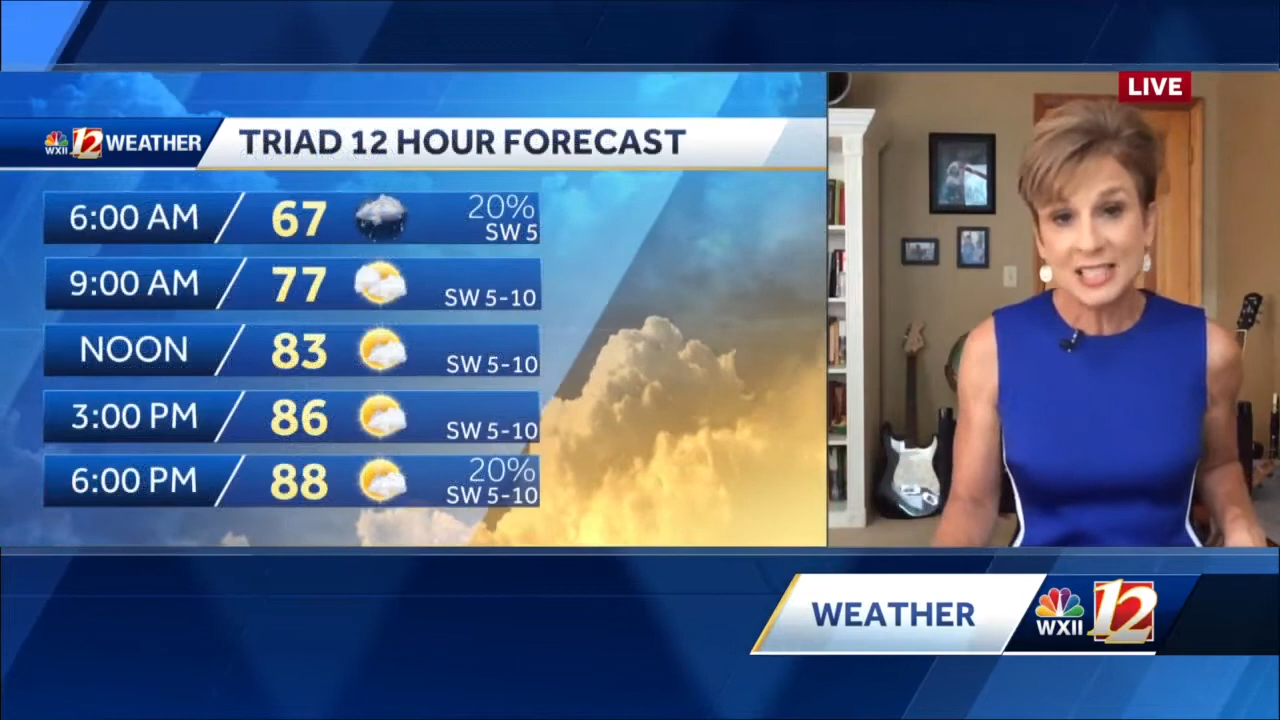 LIVE
WXII 12 WEATHER
TRIAD 12 HOUR FORECAST
6:00 AM 67 20% SW 5
9:00 AM 77 SW 5-10
NOON 83 SW 5-10
3:00 PM 86 SW 5-10
6:00 PM 88 20% SW 5-10
WEATHER WXII 12